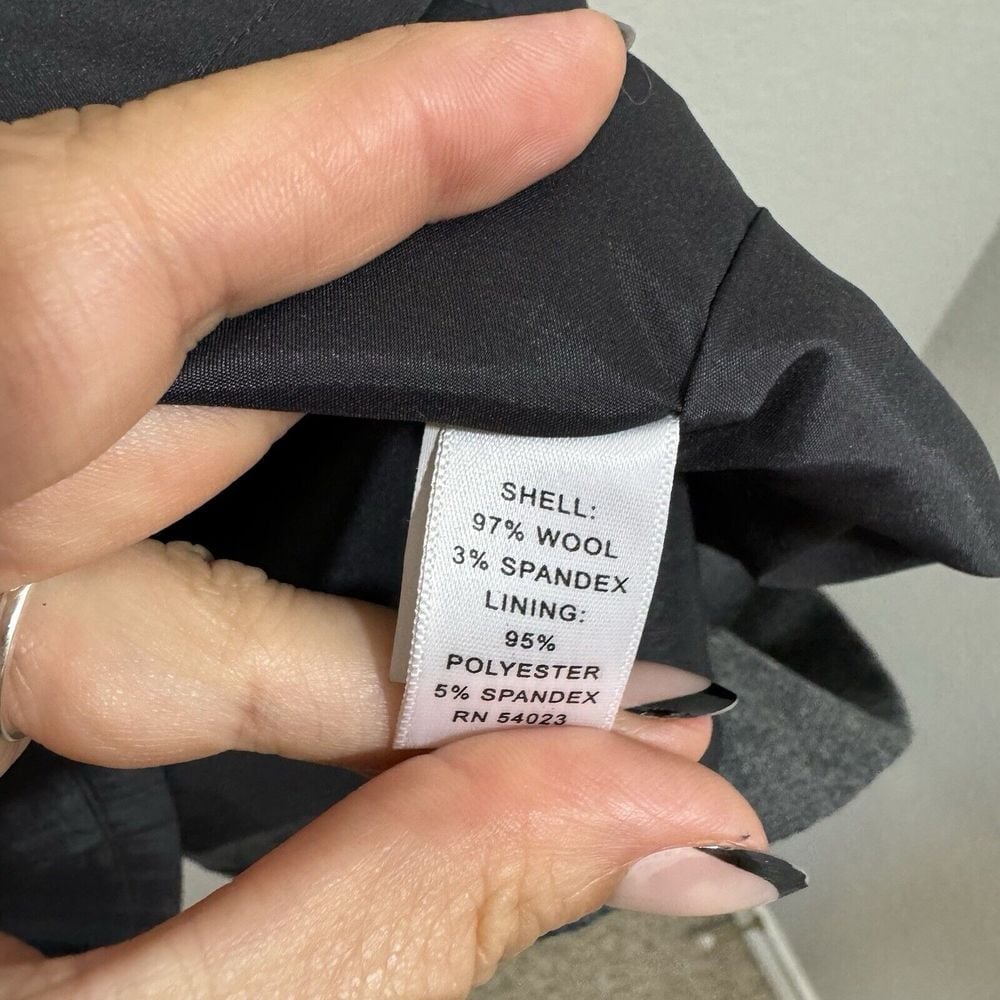 SHELL:
97% WOOL
3% SPANDEX
LINING:
95%
POLYESTER
5% SPANDEX
RN 54023